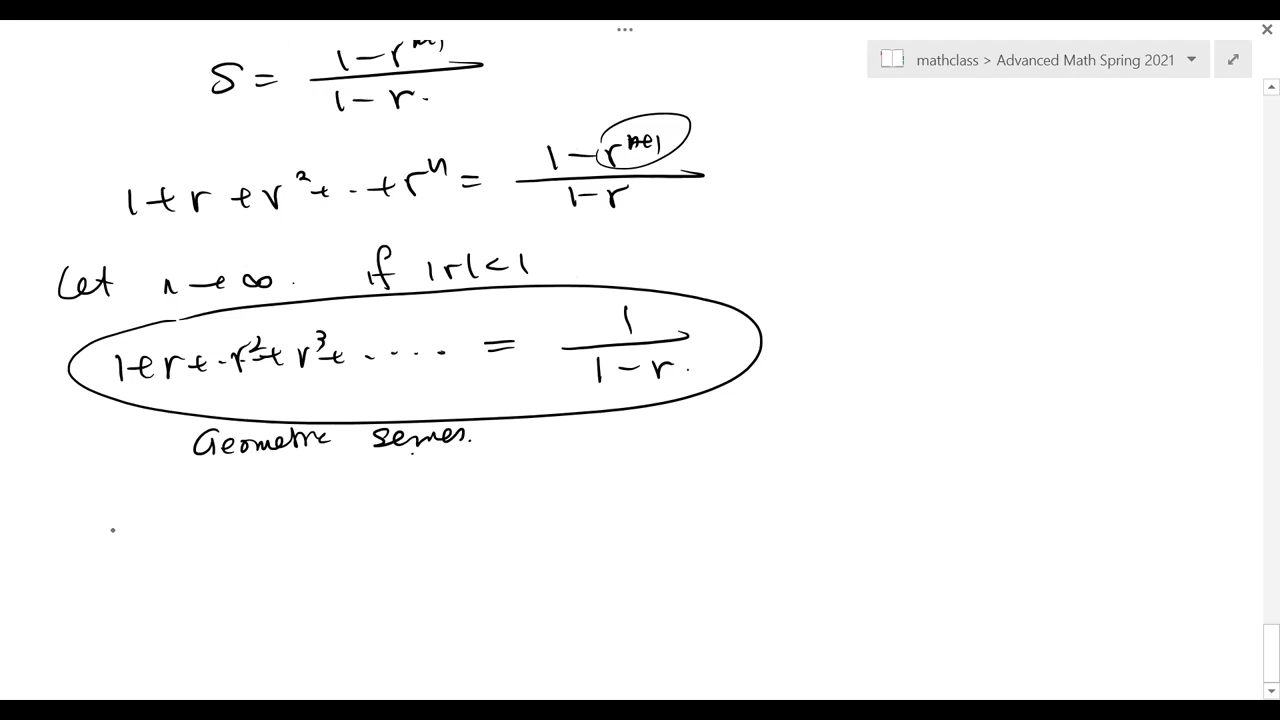 mathclass > Advanced Math Spring 2021
S = (1 - r^{n+1}) / (1 - r).
1 + r + r² + .. + rⁿ = (1 - r^{n+1}) / (1 - r)
Let n → ∞. if |r| < 1
1 + r + r² + r³ + ..... = 1 / (1 - r).
Geometric series.